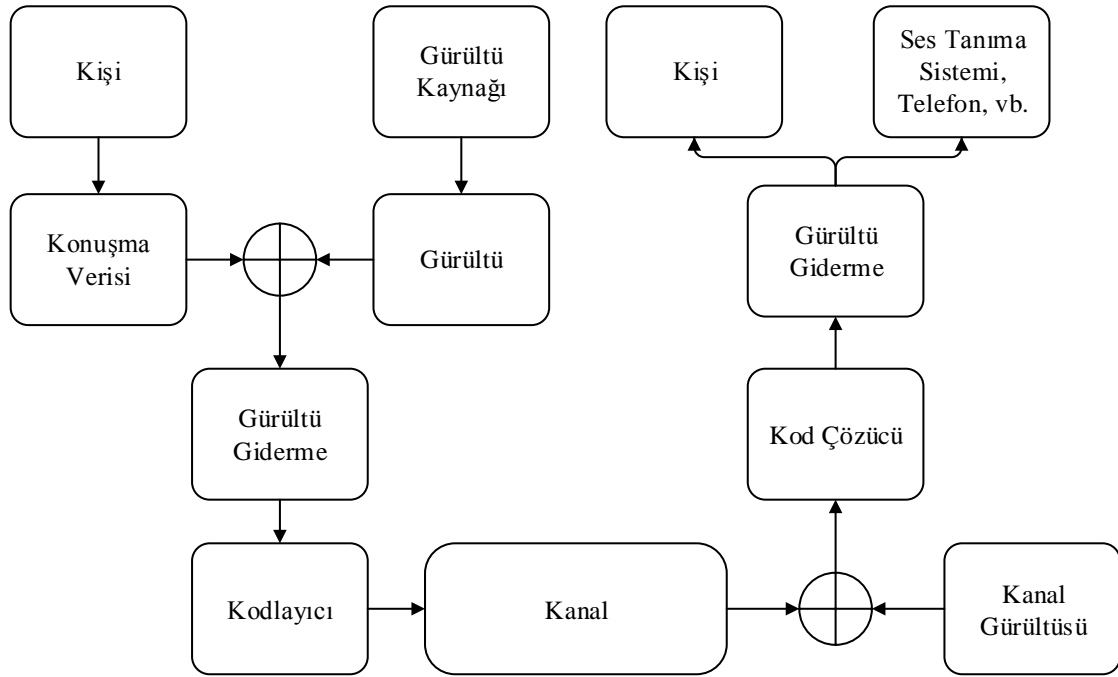 Kişi
Gürültü
Kaynağı
Kişi
Ses Tanıma
Sistemi,
Telefon, vb.
Konuşma
Verisi
Gürültü
Gürültü
Giderme
Gürültü
Giderme
Kod Çözücü
Kodlayıcı
Kanal
Kanal
Gürültüsü